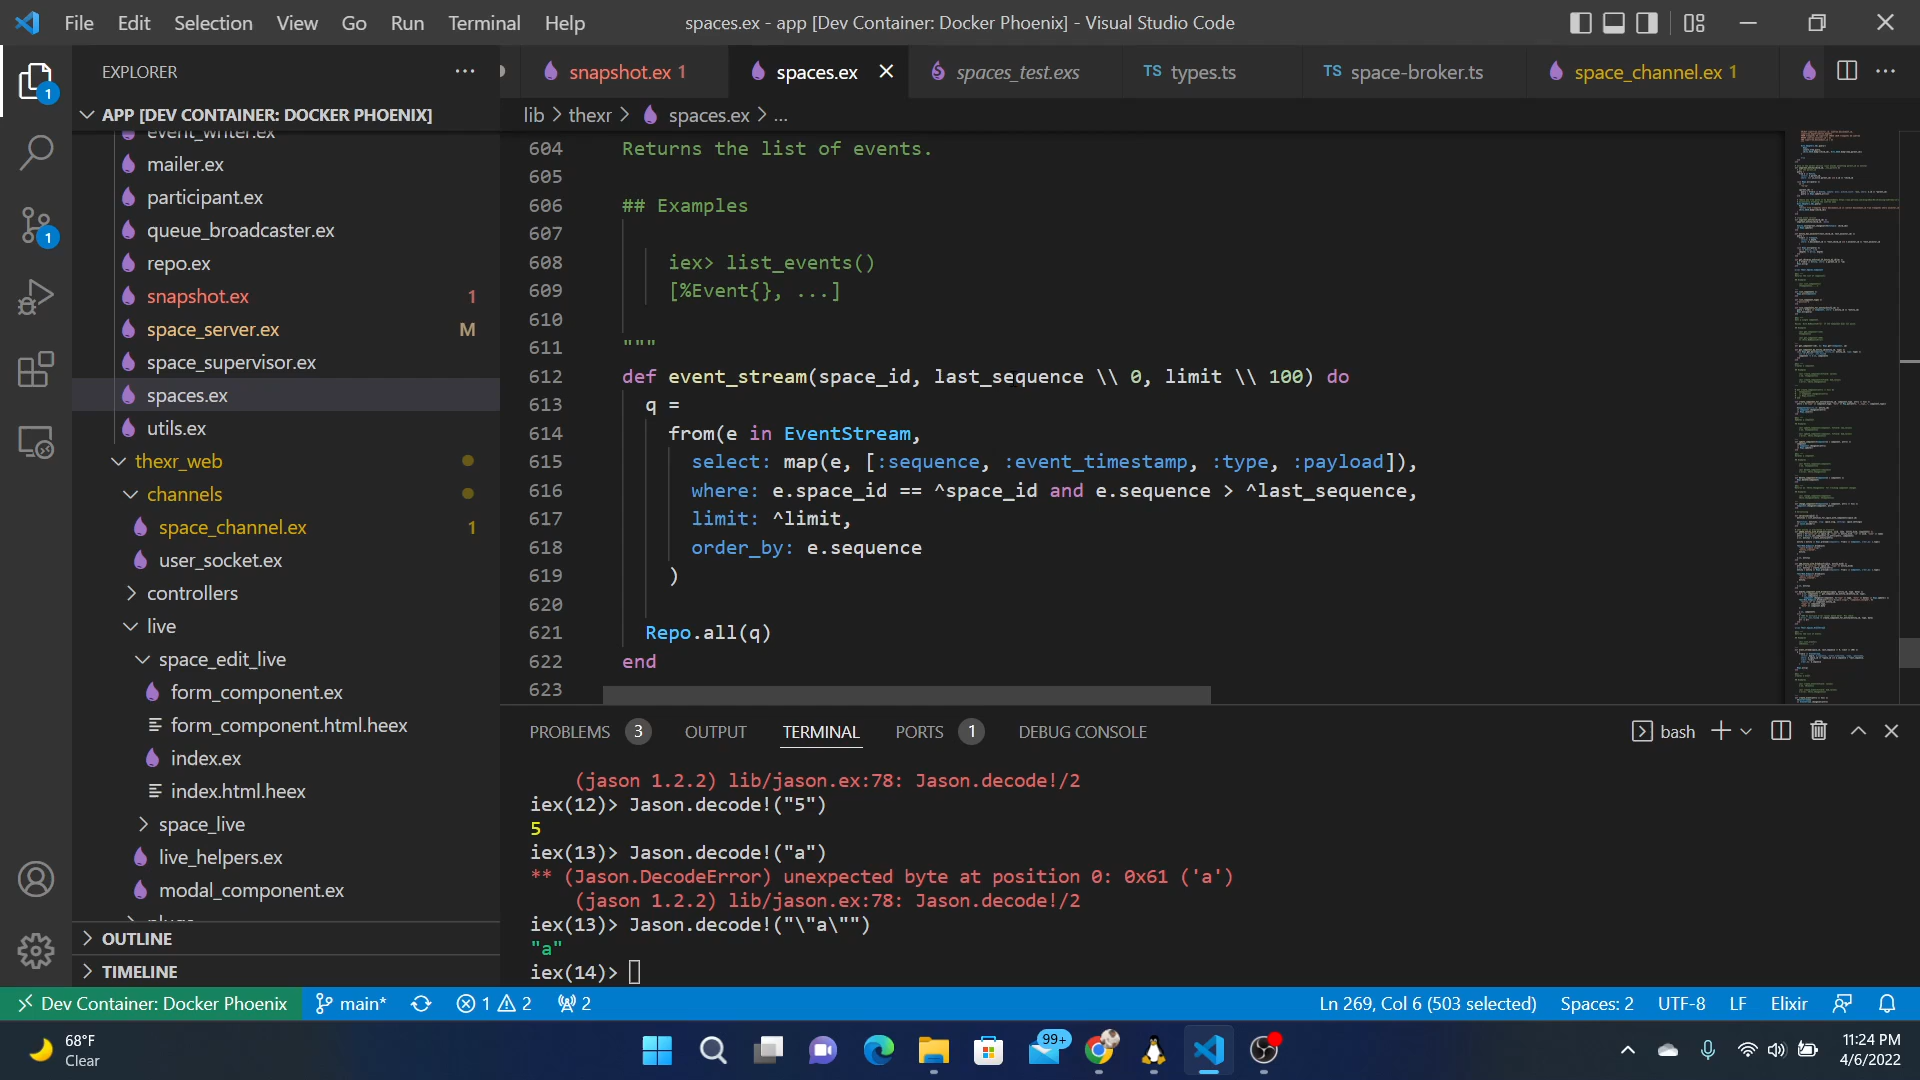 File Edit Selection View Go Run Terminal Help
spaces.ex - app [Dev Container: Docker Phoenix] - Visual Studio Code
EXPLORER
snapshot.ex 1
spaces.ex
spaces_test.exs
TS types.ts
TS space-broker.ts
space_channel.ex 1
1
APP [DEV CONTAINER: DOCKER PHOENIX]
lib > thexr > spaces.ex > ...
event_writer.ex
mailer.ex
participant.ex
queue_broadcaster.ex
1
repo.ex
snapshot.ex 1
space_server.ex M
space_supervisor.ex
spaces.ex
utils.ex
thexr_web
channels
space_channel.ex 1
user_socket.ex
controllers
live
space_edit_live
form_component.ex
form_component.html.heex
index.ex
index.html.heex
space_live
live_helpers.ex
modal_component.ex
OUTLINE
TIMELINE
604 Returns the list of events.
605
606 ## Examples
607
608 iex> list_events()
609 [%Event{}, ...]
610
611 """
612 def event_stream(space_id, last_sequence \\ 0, limit \\ 100) do
613 q =
614 from(e in EventStream,
615 select: map(e, [:sequence, :event_timestamp, :type, :payload]),
616 where: e.space_id == ^space_id and e.sequence > ^last_sequence,
617 limit: ^limit,
618 order_by: e.sequence
619 )
620
621 Repo.all(q)
622 end
623
PROBLEMS 3 OUTPUT TERMINAL PORTS 1 DEBUG CONSOLE
bash
(jason 1.2.2) lib/jason.ex:78: Jason.decode!/2
iex(12)> Jason.decode!("5")
5
iex(13)> Jason.decode!("a")
** (Jason.DecodeError) unexpected byte at position 0: 0x61 ('a')
(jason 1.2.2) lib/jason.ex:78: Jason.decode!/2
iex(13)> Jason.decode!("\"a\"")
"a"
iex(14)>
Dev Container: Docker Phoenix main* 1 2 2
Ln 269, Col 6 (503 selected) Spaces: 2 UTF-8 LF Elixir
68°F
Clear
99+
11:24 PM
4/6/2022